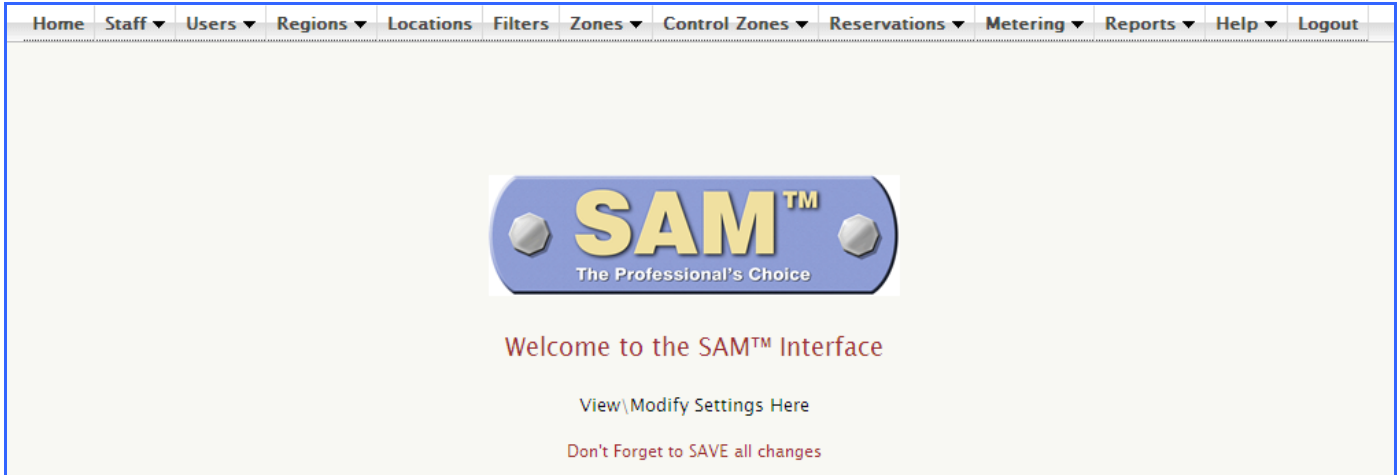 Home Staff Users Regions Locations Filters Zones Control Zones Reservations Metering Reports Help Logout
SAM™
The Professional's Choice
Welcome to the SAM™ Interface
View\Modify Settings Here
Don't Forget to SAVE all changes